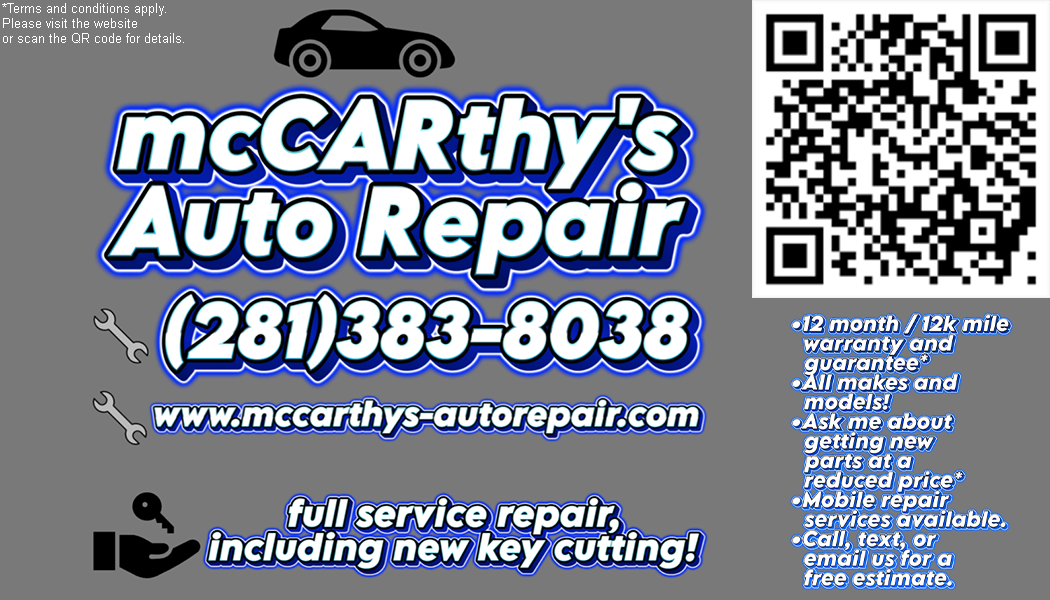 *Terms and conditions apply.
Please visit the website
or scan the QR code for details.
mcCARthy's
Auto Repair
(281)383-8038
www.mccarthys-autorepair.com
full service repair,
including new key cutting!
•12 month / 12k mile
warranty and
guarantee*
•All makes and
models!
•Ask me about
getting new
parts at a
reduced price*
•Mobile repair
services available.
•Call, text, or
email us for a
free estimate.